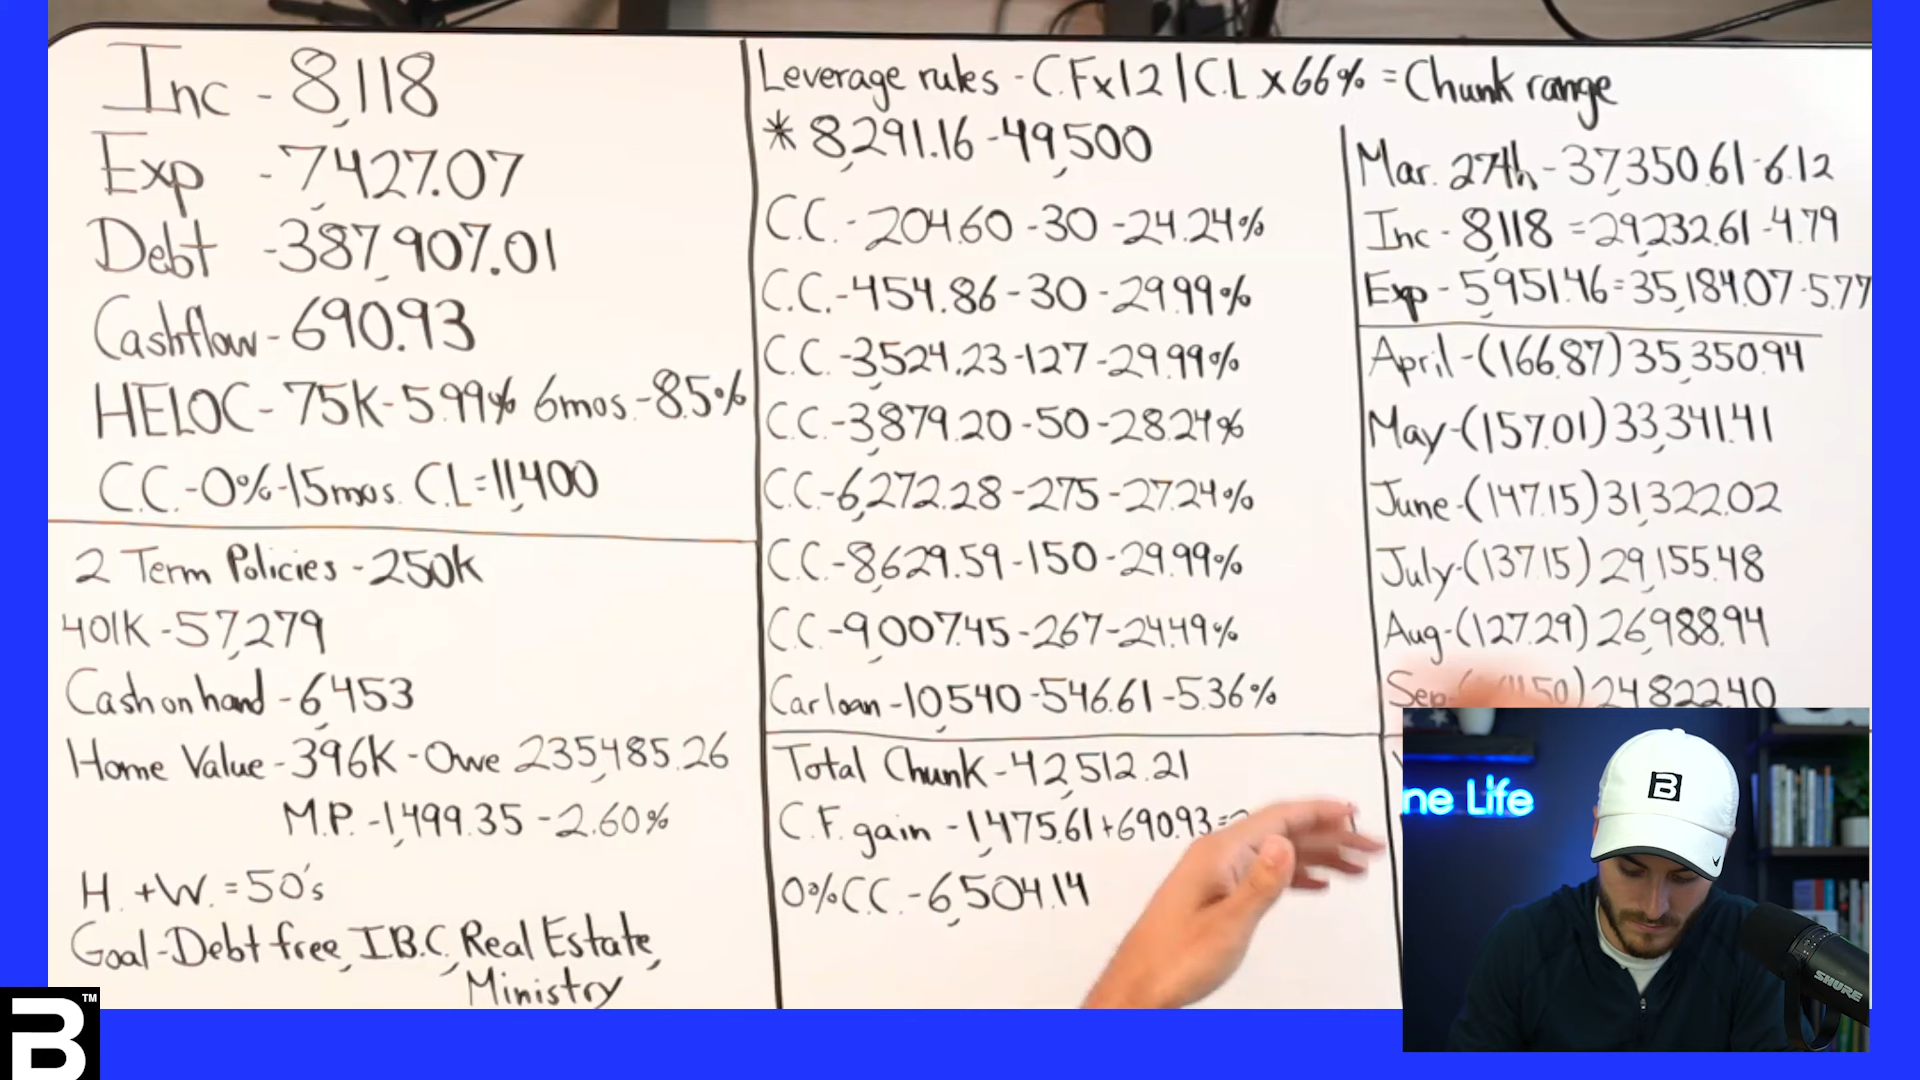 Inc - 8,118
Exp - 7,427.07
Debt - 387,907.01
Cashflow - 690.93
HELOC - 75K - 5.99% 6mos. - 8.5%
C.C. - 0% - 15mos. C.L = 11,400
2 Term Policies - 250K
401K - 57,279
Cash on hand - 6,453
Home Value - 396K - Owe 235,485.26
M.P. - 1,499.35 - 2.60%
H. + W. = 50's
Goal - Debt free, I.B.C, Real Estate,
Ministry
Leverage rules - C.F x 12 | C.L x 66% = Chunk range
* 8,291.16 - 49,500
C.C. - 204.60 - 30 - 24.24%
C.C. - 454.86 - 30 - 29.99%
C.C. - 3,524.23 - 127 - 29.99%
C.C. - 3,879.20 - 50 - 28.24%
C.C. - 6,272.28 - 275 - 27.24%
C.C. - 8,629.59 - 150 - 29.99%
C.C. - 9,007.45 - 267 - 24.49%
Car loan - 10,540 - 546.61 - 5.36%
Total Chunk - 42,512.21
C.F. gain - 1,475.61 + 690.93 =
0% C.C. - 6,504.14
Mar. 27th - 37,350.61 - 6.12
Inc - 8,118 = 29,232.61 - 4.79
Exp - 5,951.46 = 35,184.07 - 5.77
April - (166.87) 35,350.94
May - (157.01) 33,341.41
June - (147.15) 31,322.02
July - (137.15) 29,155.48
Aug - (127.29) 26,988.94
Sep - 24,822.40
ne Life
B
SHURE
B™